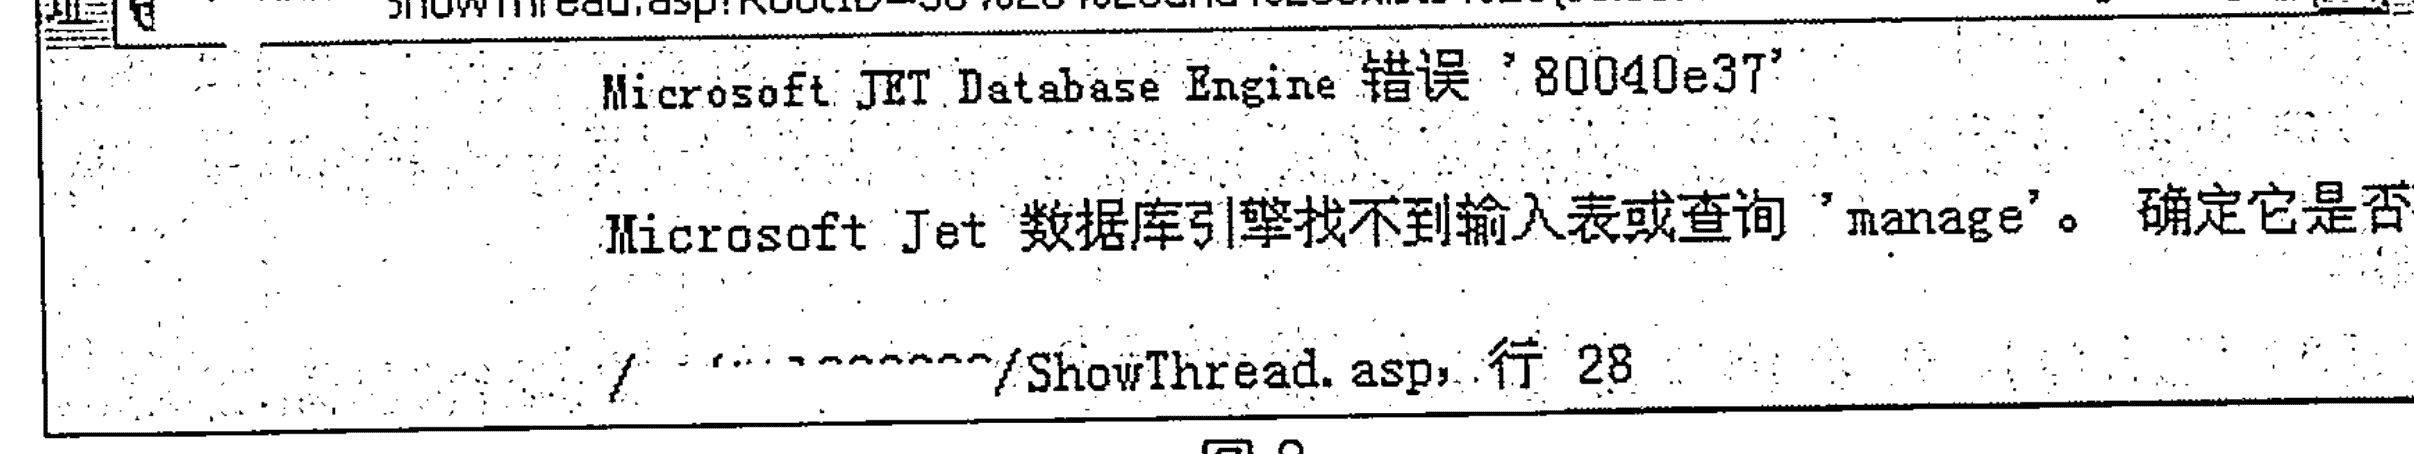 Microsoft JET Database Engine 错误 '80040e37'
Microsoft Jet 数据库引擎找不到输入表或查询 'manage'。 确定它是否
/ /ShowThread.asp，行 28